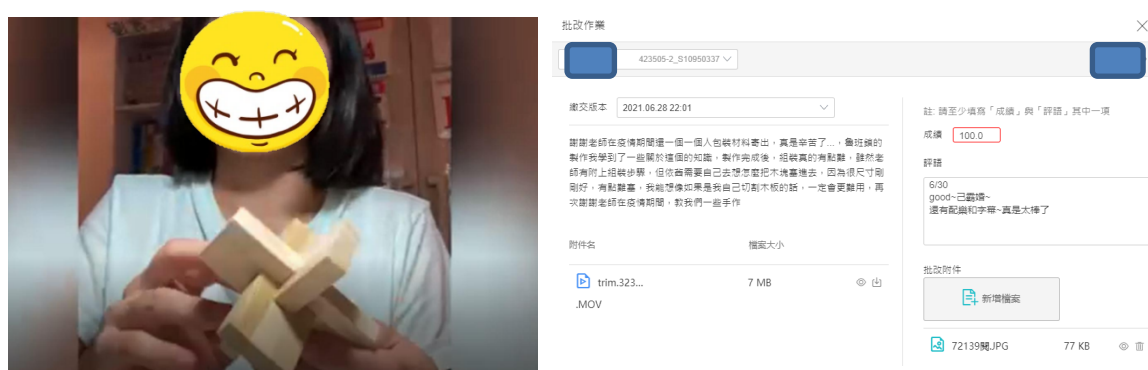 批改作業
423505-2_S10950337
繳交版本 2021.06.28 22:01
謝謝老師在疫情期間還一個一個人包裝材料寄出，真是辛苦了...，魯班鎖的
製作我學到了一些關於這個的知識，製作完成後，組裝真的有點難，雖然老
師有附上組裝步驟，但依舊需要自己去想怎麼把木塊塞進去，因為很尺寸剛
剛好，有點難塞，我能想像如果是我自己切割木板的話，一定會更難用，再
次謝謝老師在疫情期間，教我們一些手作
附件名 檔案大小
trim.323... 7 MB
.MOV
註: 請至少填寫「成績」與「評語」其中一項
成績 100.0
評語
6/30
good~己霸嬌~
還有配樂和字幕~真是太棒了
批改附件
新增檔案
72139鬨.JPG 77 KB